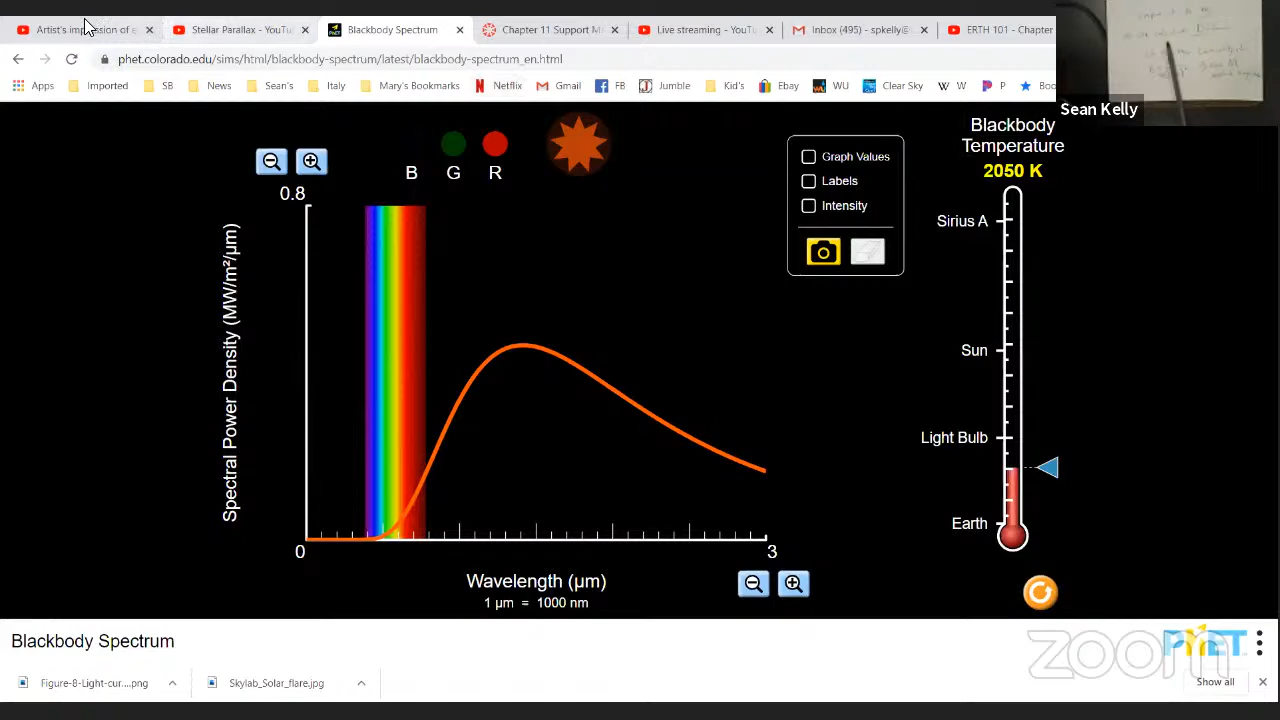 Artist's impression of e
Stellar Parallax - YouTu
Blackbody Spectrum
Chapter 11 Support M
Live streaming - YouTu
Inbox (495) - spkelly@
ERTH 101 - Chapter
phet.colorado.edu/sims/html/blackbody-spectrum/latest/blackbody-spectrum_en.html
Apps
Imported
SB
News
Sean's
Italy
Mary's Bookmarks
Netflix
Gmail
FB
Jumble
Kid's
Ebay
WU
Clear Sky
W
P
Boo
Sean Kelly
B G R
0.8
Spectral Power Density (MW/m²/μm)
0
3
Wavelength (μm)
1 μm = 1000 nm
Graph Values
Labels
Intensity
Blackbody
Temperature
2050 K
Sirius A
Sun
Light Bulb
Earth
Blackbody Spectrum
PhET
zoom
Figure-8-Light-cur....png
Skylab_Solar_flare.jpg
Show all